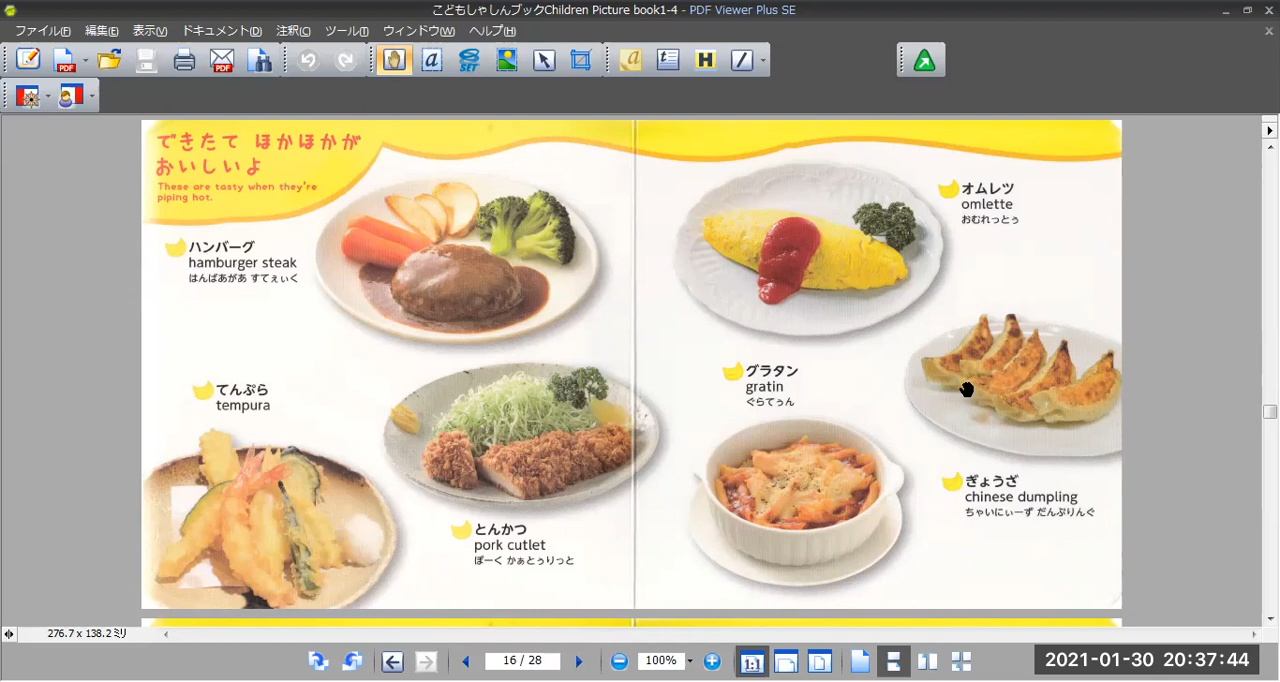 こどもしゃしんブックChildren Picture book1-4 - PDF Viewer Plus SE
ファイル(F) 編集(E) 表示(V) ドキュメント(D) 注釈(C) ツール(T) ウィンドウ(W) ヘルプ(H)
できたて ほかほかが
おいしいよ
These are tasty when they're
piping hot.
ハンバーグ
hamburger steak
はんばあがあ すてぇぃく
オムレツ
omlette
おむれっとぅ
てんぷら
tempura
グラタン
gratin
ぐらてぅん
とんかつ
pork cutlet
ぽーく かぁとぅりっと
ぎょうざ
chinese dumpling
ちゃいにぃーず だんぷりんぐ
276.7 x 138.2 ミリ
16 / 28
100%
1:1
2021-01-30 20:37:44